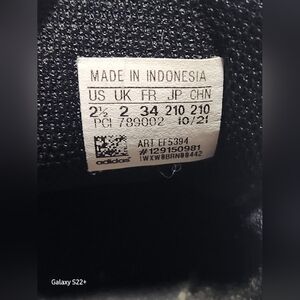 MADE IN INDONESIA
US UK FR JP CHN
2½ 2 34 210 210
PCI 789002 10/21
ART EF5394
#129150981
adidas
1WXW8BRN88442
Galaxy S22+